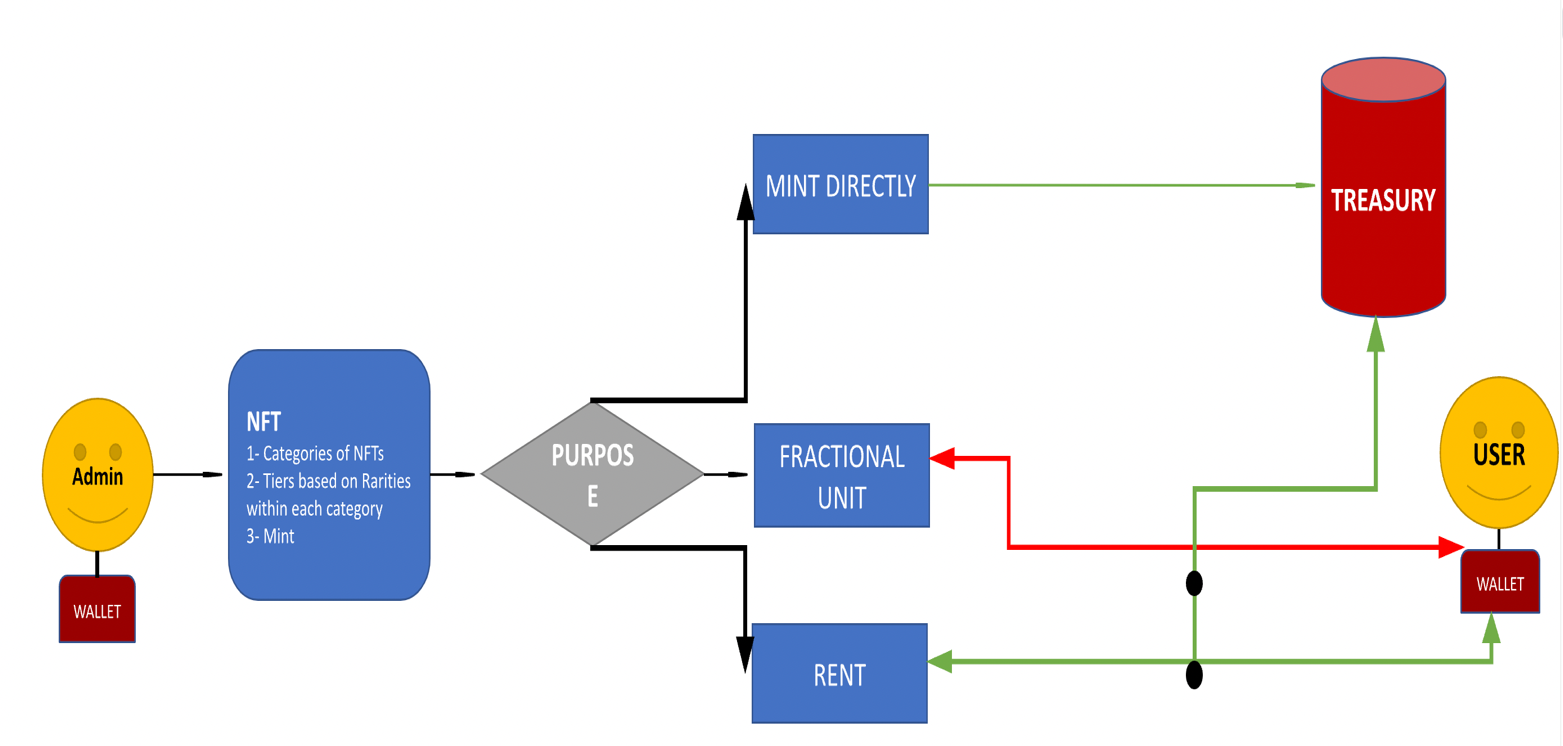 Admin
WALLET
NFT
1- Categories of NFTs
2- Tiers based on Rarities
within each category
3- Mint
PURPOS
E
MINT DIRECTLY
FRACTIONAL
UNIT
RENT
TREASURY
USER
WALLET